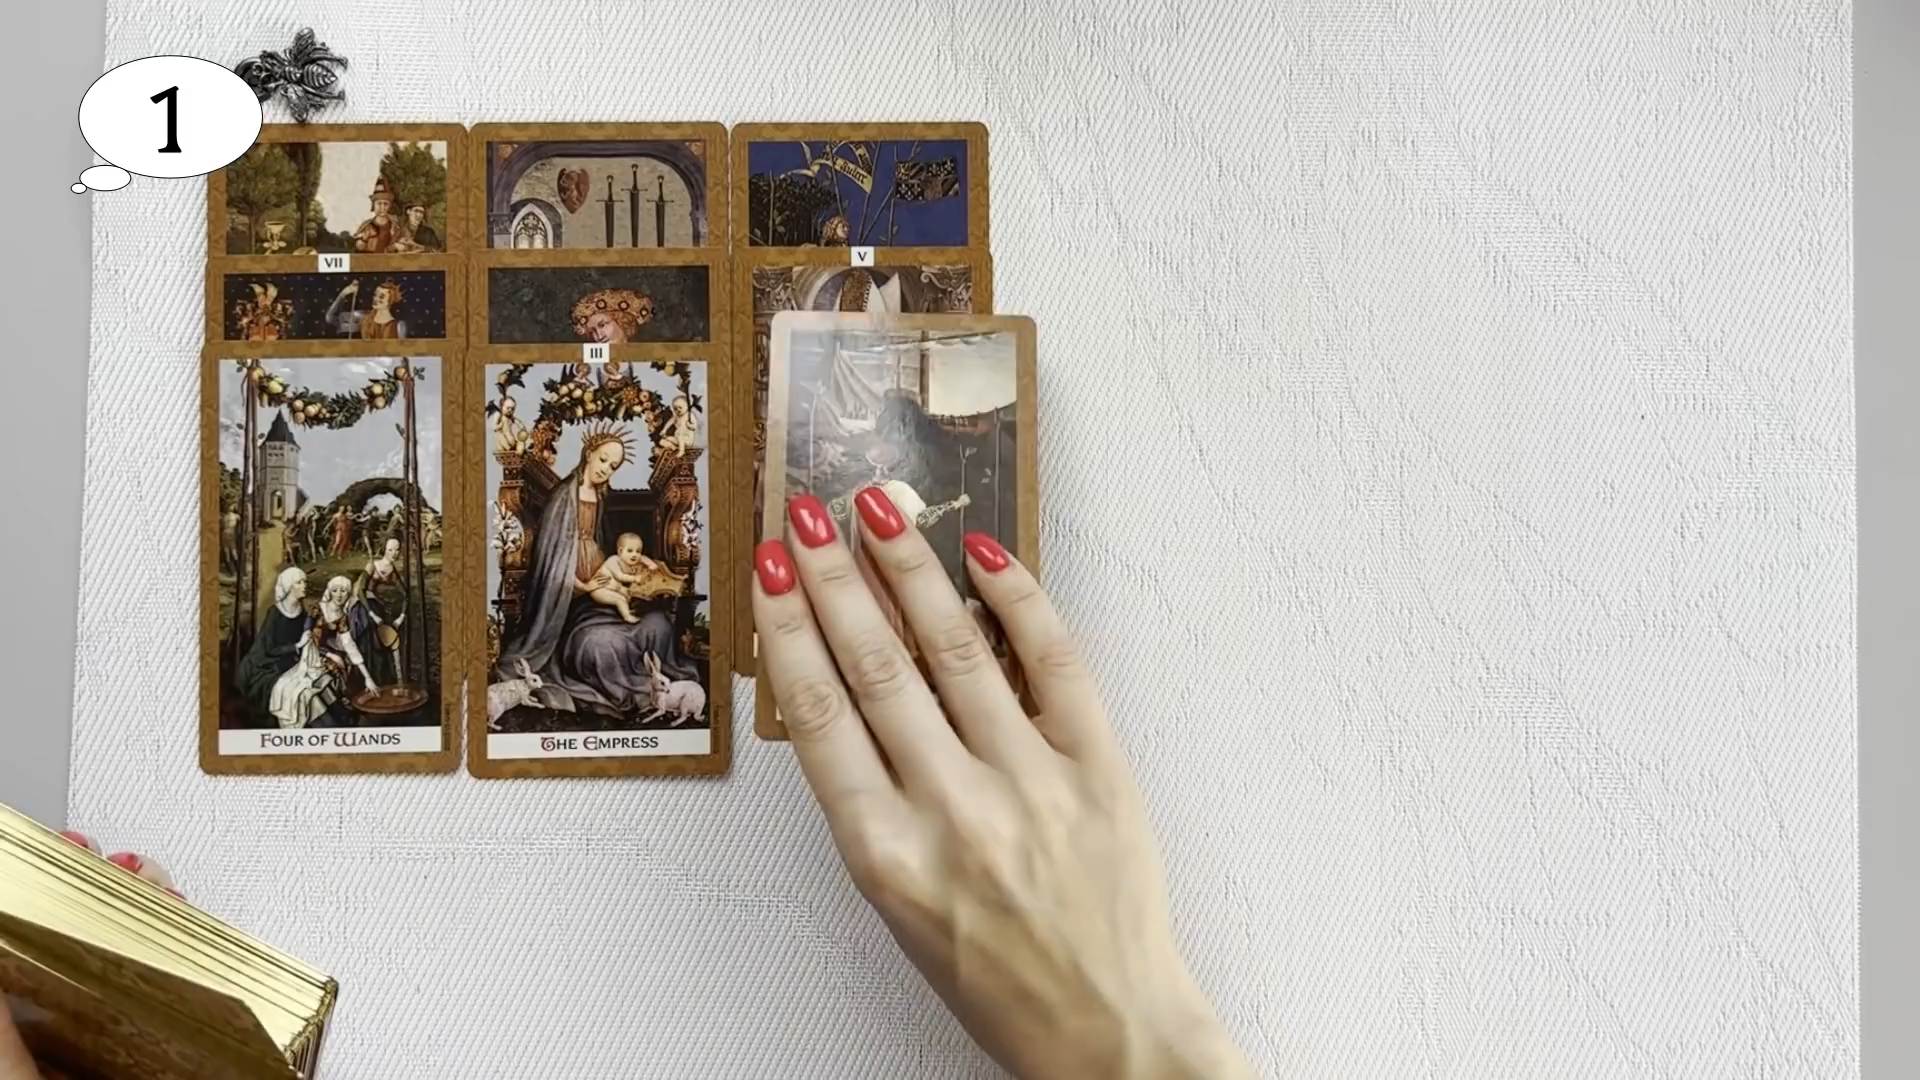 1
VII
V
III
FOUR OF WANDS
THE EMPRESS